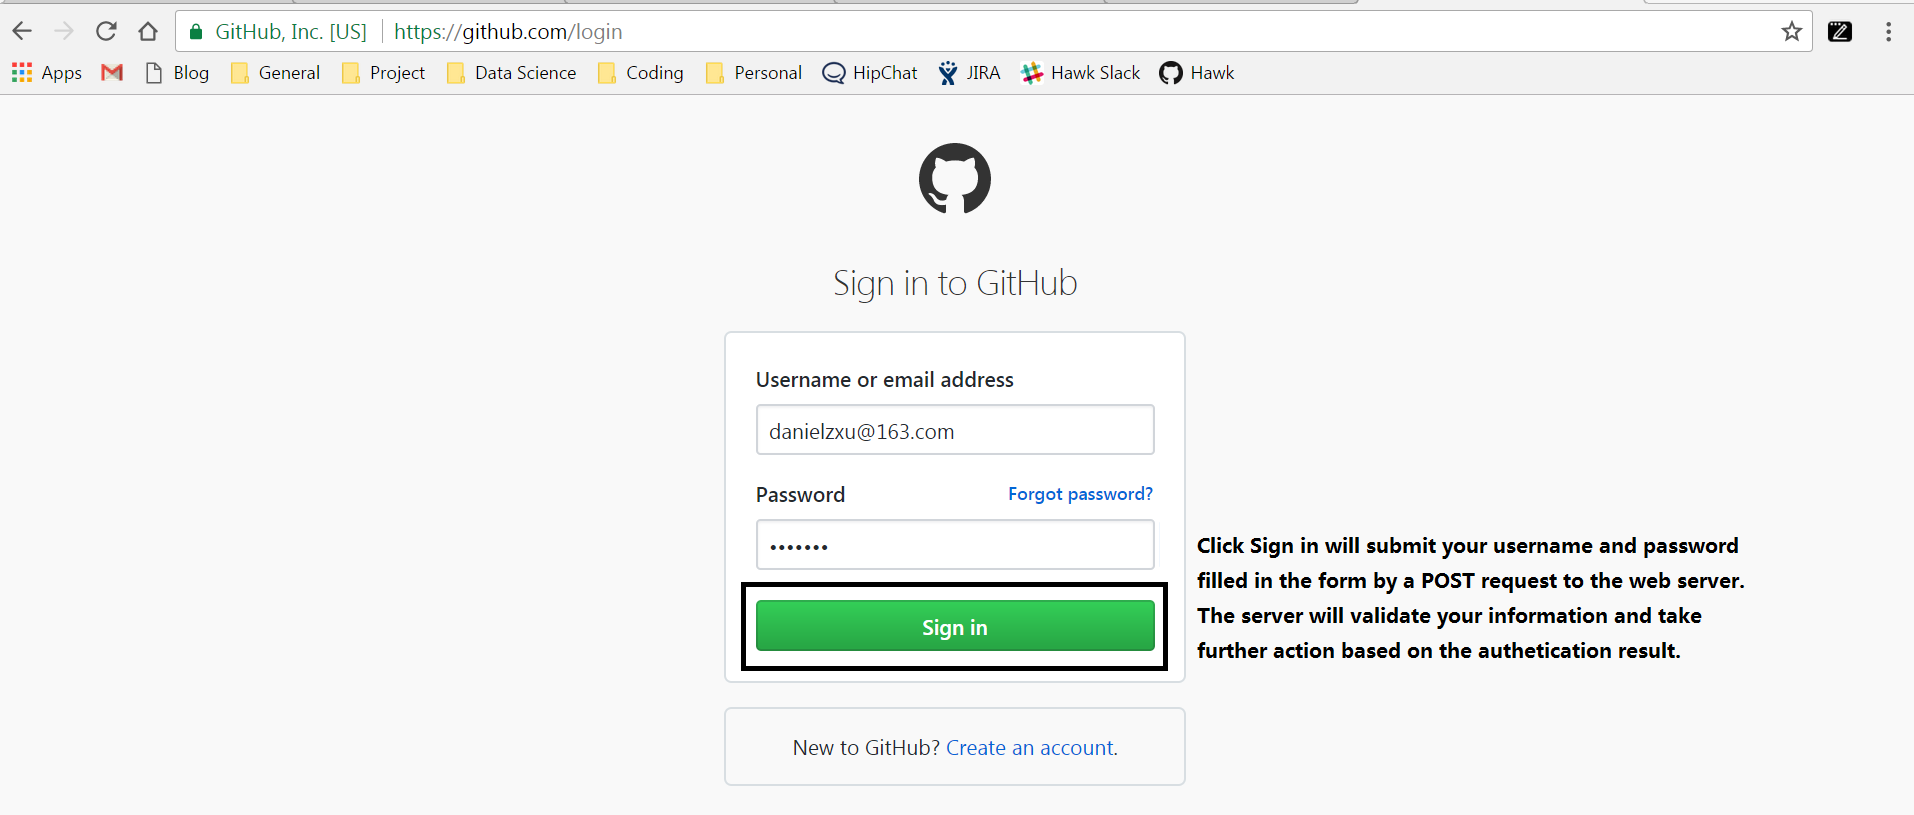 GitHub, Inc. [US] https://github.com/login
Apps Blog General Project Data Science Coding Personal HipChat JIRA Hawk Slack Hawk
Sign in to GitHub
Username or email address
danielzxu@163.com
Password Forgot password?
•••••••
Sign in
Click Sign in will submit your username and password
filled in the form by a POST request to the web server.
The server will validate your information and take
further action based on the authetication result.
New to GitHub? Create an account.